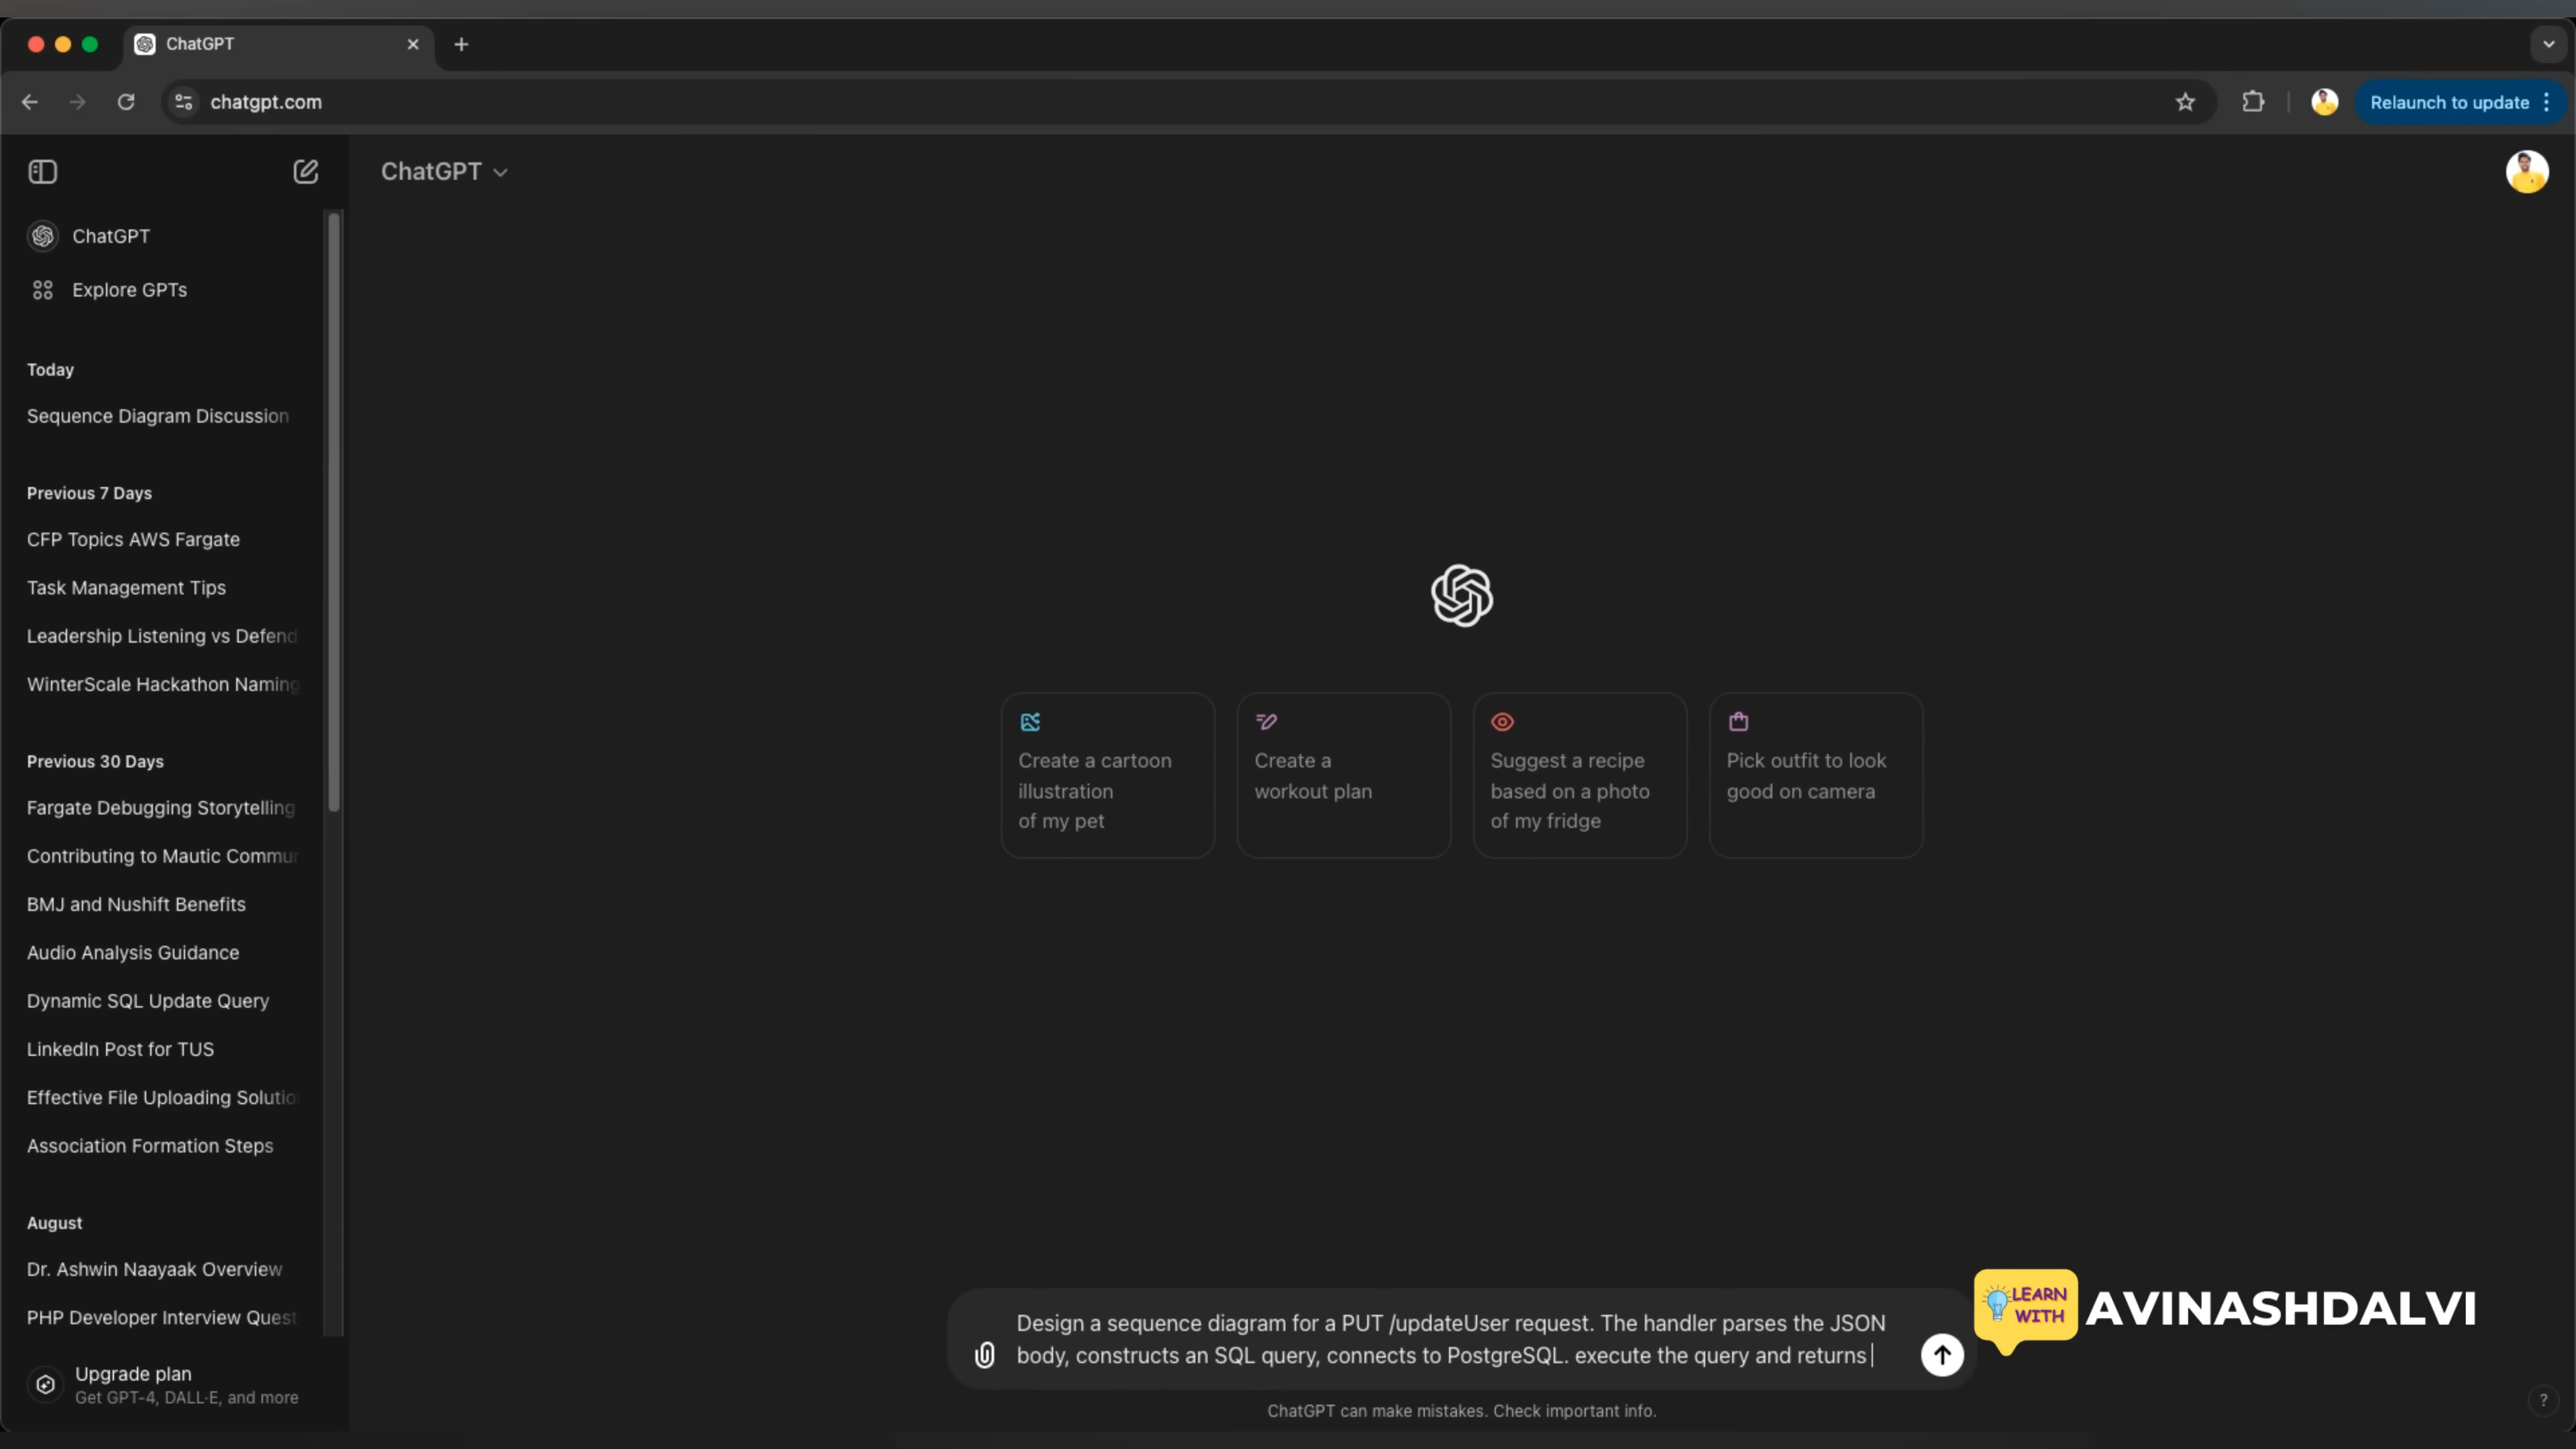 ChatGPT
chatgpt.com
Relaunch to update
ChatGPT
ChatGPT
Explore GPTs
Today
Sequence Diagram Discussion
Previous 7 Days
CFP Topics AWS Fargate
Task Management Tips
Leadership Listening vs Defend
WinterScale Hackathon Naming
Previous 30 Days
Fargate Debugging Storytelling
Contributing to Mautic Commun
BMJ and Nushift Benefits
Audio Analysis Guidance
Dynamic SQL Update Query
LinkedIn Post for TUS
Effective File Uploading Solutio
Association Formation Steps
August
Dr. Ashwin Naayaak Overview
PHP Developer Interview Quest
Upgrade plan
Get GPT-4, DALL·E, and more
Create a cartoon
illustration
of my pet
Create a
workout plan
Suggest a recipe
based on a photo
of my fridge
Pick outfit to look
good on camera
Design a sequence diagram for a PUT /updateUser request. The handler parses the JSON
body, constructs an SQL query, connects to PostgreSQL. execute the query and returns
ChatGPT can make mistakes. Check important info.
?
LEARN
WITH
AVINASHDALVI